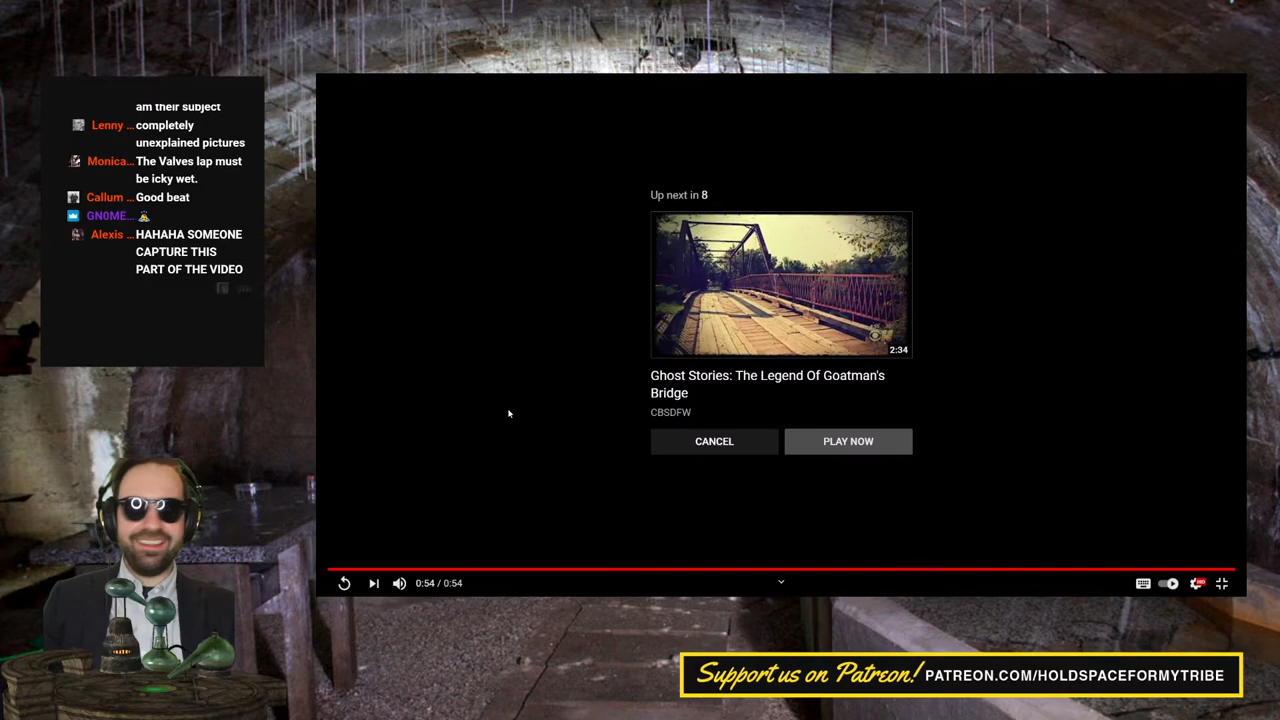 am their subject
Lenny ... completely
unexplained pictures
Monica... The Valves lap must
be icky wet.
Callum ... Good beat
GN0ME...
Alexis ... HAHAHA SOMEONE
CAPTURE THIS
PART OF THE VIDEO
Up next in 8
2:34
Ghost Stories: The Legend Of Goatman's
Bridge
CBSDFW
CANCEL PLAY NOW
0:54 / 0:54
HD
Support us on Patreon! PATREON.COM/HOLDSPACEFORMYTRIBE